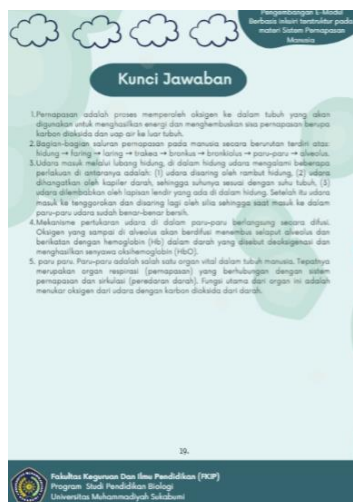 Pengembangan E-Modul
Berbasis inkuiri terstruktur pada
materi Sistem Pernapasan
Manusia
Kunci Jawaban
1.Pernapasan adalah proses memperoleh oksigen ke dalam tubuh yang akan
digunakan untuk menghasilkan energi dan menghembuskan sisa pernapasan berupa
karbon dioksida dan uap air ke luar tubuh.
2.Bagian-bagian saluran pernapasan pada manusia secara berurutan terdiri atas:
hidung → faring → laring → trakea → bronkus → bronkiolus → paru-paru → alveolus.
3.Udara masuk melalui lubang hidung, di dalam hidung udara mengalami beberapa
perlakuan di antaranya adalah: (1) udara disaring oleh rambut hidung, (2) udara
dihangatkan oleh kapiler darah, sehingga suhunya sesuai dengan suhu tubuh, (3)
udara dilembabkan oleh lapisan lendir yang ada di dalam hidung. Setelah itu udara
masuk ke tenggorokan dan disaring lagi oleh silia sehingga saat masuk ke dalam
paru-paru udara sudah benar-benar bersih.
4.Mekanisme pertukaran udara di dalam paru-paru berlangsung secara difusi.
Oksigen yang sampai di alveolus akan berdifusi menembus selaput alveolus dan
berikatan dengan hemoglobin (Hb) dalam darah yang disebut deoksigenasi dan
menghasilkan senyawa oksihemoglobin (HbO).
5. paru paru. Paru-paru adalah salah satu organ vital dalam tubuh manusia. Tepatnya
merupakan organ respirasi (pernapasan) yang berhubungan dengan sistem
pernapasan dan sirkulasi (peredaran darah). Fungsi utama dari organ ini adalah
menukar oksigen dari udara dengan karbon dioksida dari darah.
39.
Fakultas Keguruan Dan Ilmu Pendidikan (FKIP)
Program Studi Pendidikan Biologi
Universitas Muhammadiyah Sukabumi